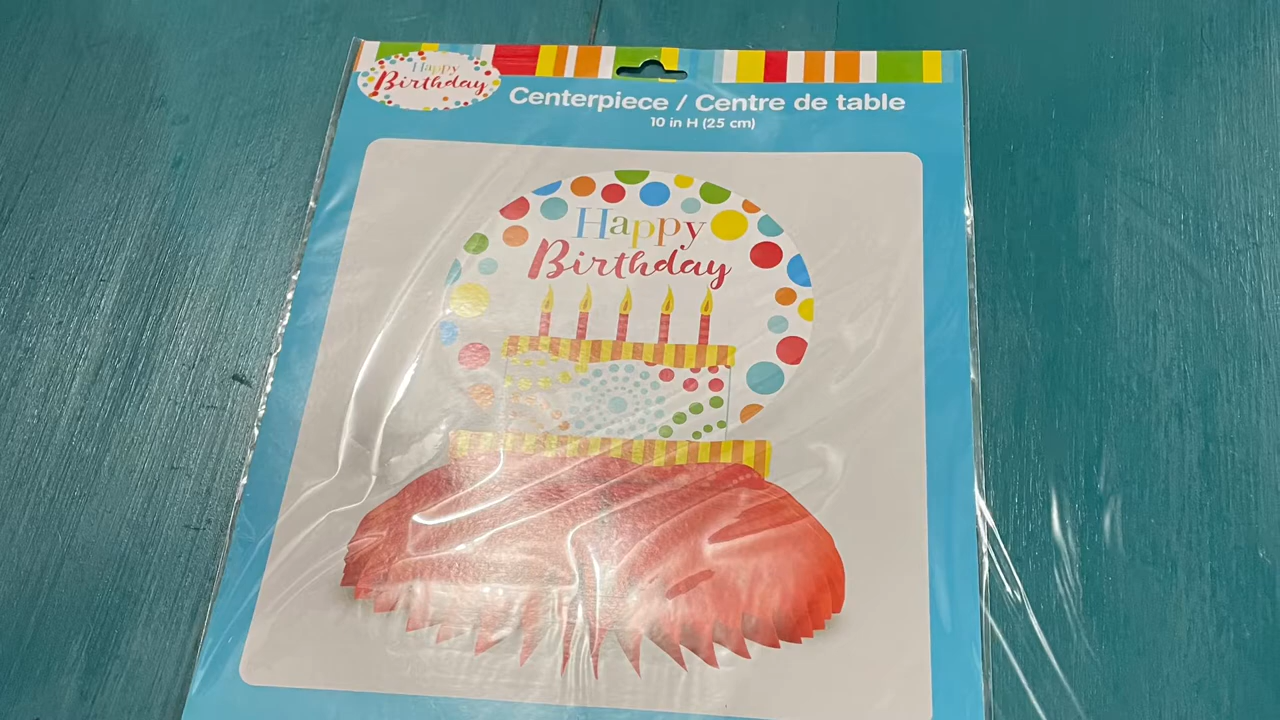 Happy
Birthday
Centerpiece / Centre de table
10 in H (25 cm)
Happy
Birthday